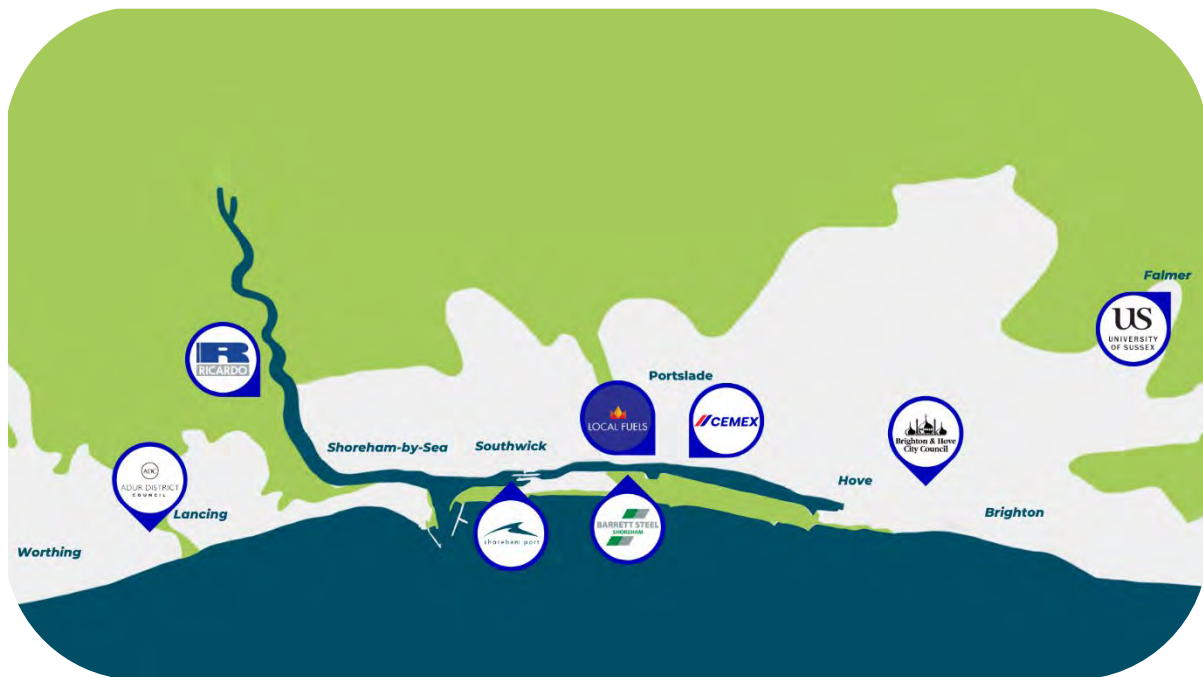 Falmer
US
UNIVERSITY
OF SUSSEX
R
RICARDO
Portslade
LOCAL FUELS
CEMEX
Brighton & Hove
City Council
Shoreham-by-Sea
Southwick
ADC
ADUR DISTRICT
COUNCIL
Hove
Lancing
Brighton
BARRETT STEEL
SHOREHAM
shoreham port
Worthing